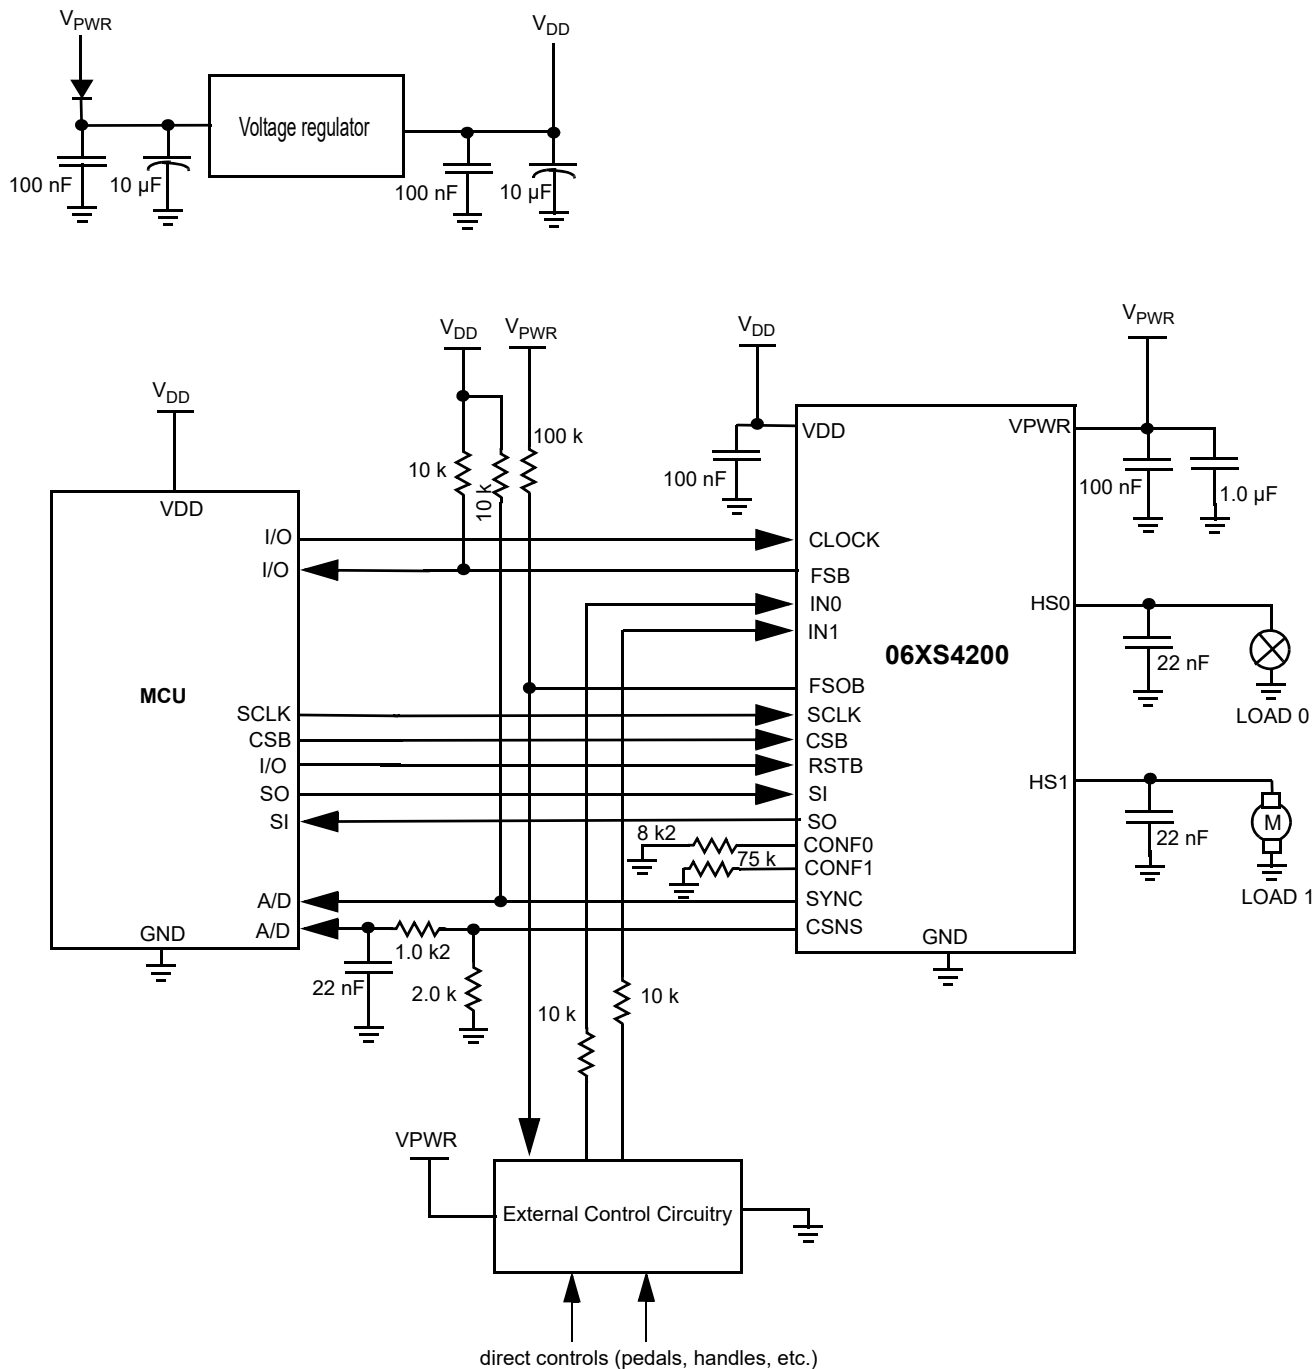 VPWR
VDD
Voltage regulator
100 nF
10 µF
100 nF
10 µF
VDD
VPWR
VDD
VPWR
VDD
100 k
10 k
10 k
100 nF
VDD
VPWR
100 nF
1.0 µF
VDD
I/O
CLOCK
I/O
FSB
IN0
HS0
IN1
06XS4200
22 nF
MCU
FSOB
SCLK
SCLK
LOAD 0
CSB
CSB
I/O
RSTB
HS1
SO
SI
SI
SO
M
8 k2
CONF0
22 nF
75 k
CONF1
A/D
SYNC
LOAD 1
A/D
CSNS
GND
GND
1.0 k2
22 nF
2.0 k
10 k
10 k
VPWR
External Control Circuitry
direct controls (pedals, handles, etc.)